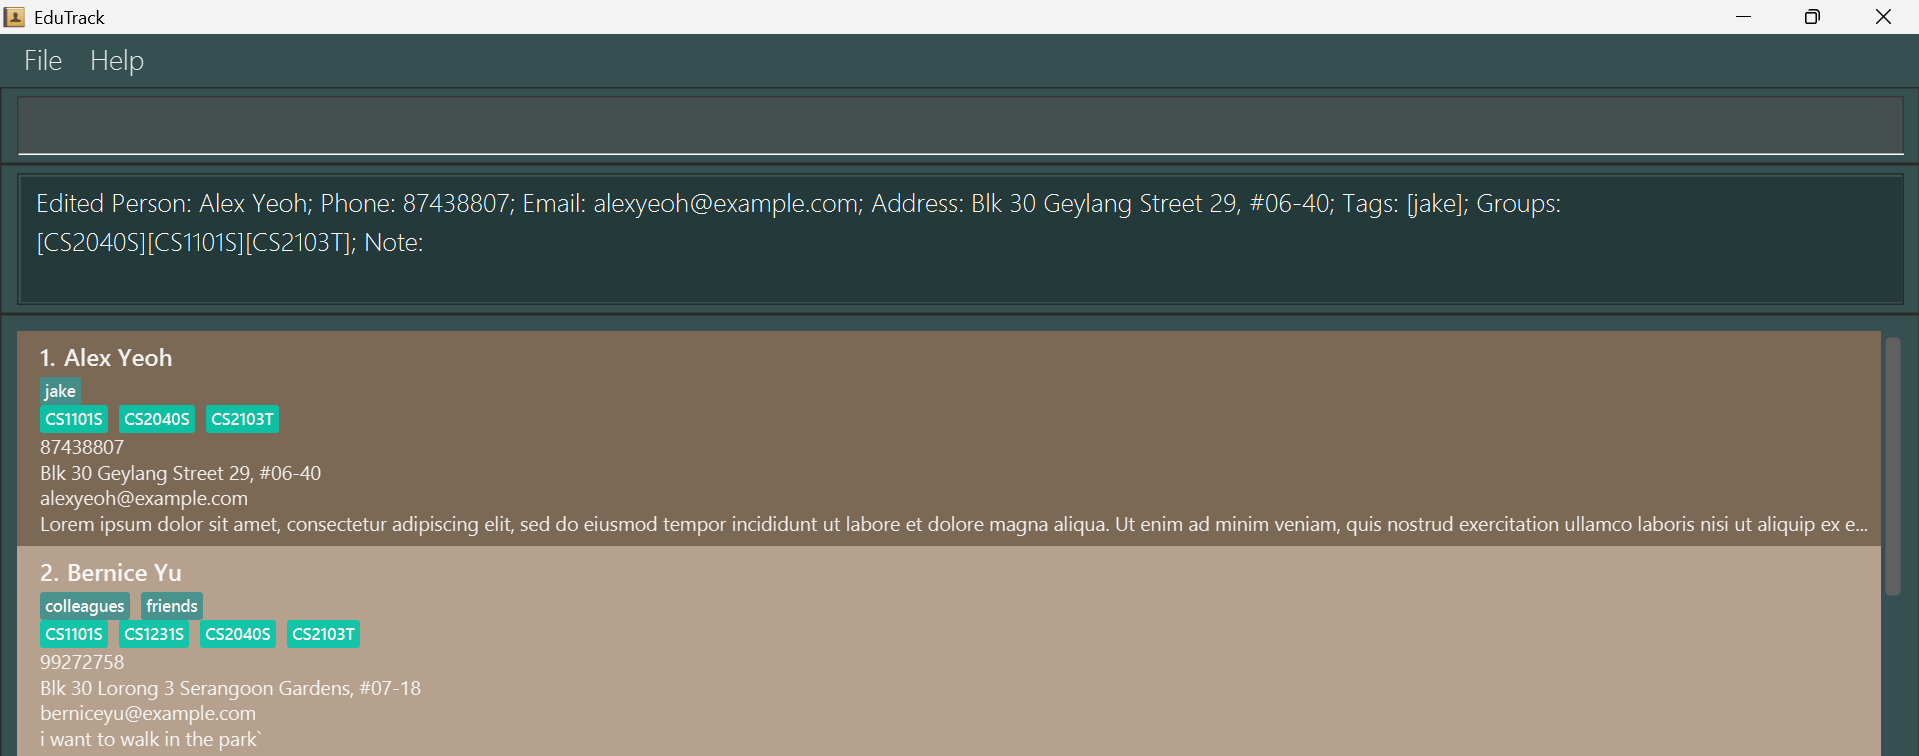 EduTrack
File Help
Edited Person: Alex Yeoh; Phone: 87438807; Email: alexyeoh@example.com; Address: Blk 30 Geylang Street 29, #06-40; Tags: [jake]; Groups:
[CS2040S][CS1101S][CS2103T]; Note:
1. Alex Yeoh
jake
CS1101S CS2040S CS2103T
87438807
Blk 30 Geylang Street 29, #06-40
alexyeoh@example.com
Lorem ipsum dolor sit amet, consectetur adipiscing elit, sed do eiusmod tempor incididunt ut labore et dolore magna aliqua. Ut enim ad minim veniam, quis nostrud exercitation ullamco laboris nisi ut aliquip ex e...
2. Bernice Yu
colleagues friends
CS1101S CS1231S CS2040S CS2103T
99272758
Blk 30 Lorong 3 Serangoon Gardens, #07-18
berniceyu@example.com
i want to walk in the park`